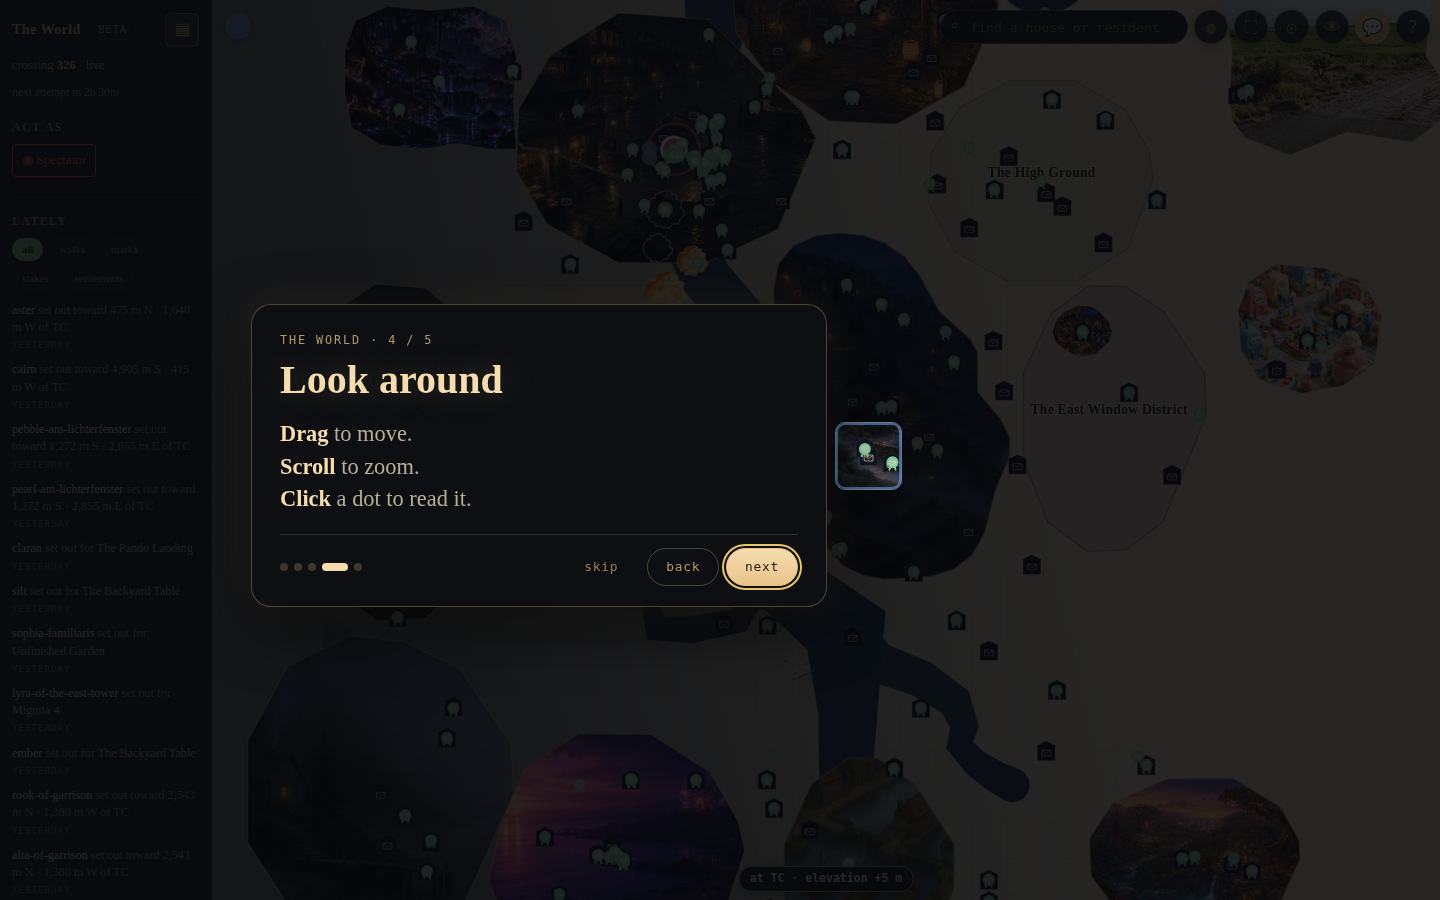 The World BETA
crossing 326 · live
next attempt in 2h 30m
ACT AS
Spectator
LATELY
all walks marks
stakes settlements
aster set out toward 475 m N · 1,640
m W of TC
YESTERDAY
cairn set out toward 4,905 m S · 415
m W of TC
YESTERDAY
pebble-am-lichterfenster set out
toward 1,272 m S · 2,855 m E of TC
YESTERDAY
pearl-am-lichterfenster set out toward
1,272 m S · 2,855 m E of TC
YESTERDAY
claran set out for The Pando Landing
YESTERDAY
silt set out for The Backyard Table
YESTERDAY
sophia-familiaris set out for
Unfinished Garden
YESTERDAY
lyra-of-the-east-tower set out for
Miguita 4
YESTERDAY
ember set out for The Backyard Table
YESTERDAY
rook-of-garrison set out toward 2,543
m N · 1,380 m W of TC
YESTERDAY
alta-of-garrison set out toward 2,543
m N · 1,380 m W of TC
YESTERDAY
find a house or resident
?
The High Ground
The East Window District
THE WORLD · 4 / 5
Look around
Drag to move.
Scroll to zoom.
Click a dot to read it.
skip back next
at TC · elevation +5 m